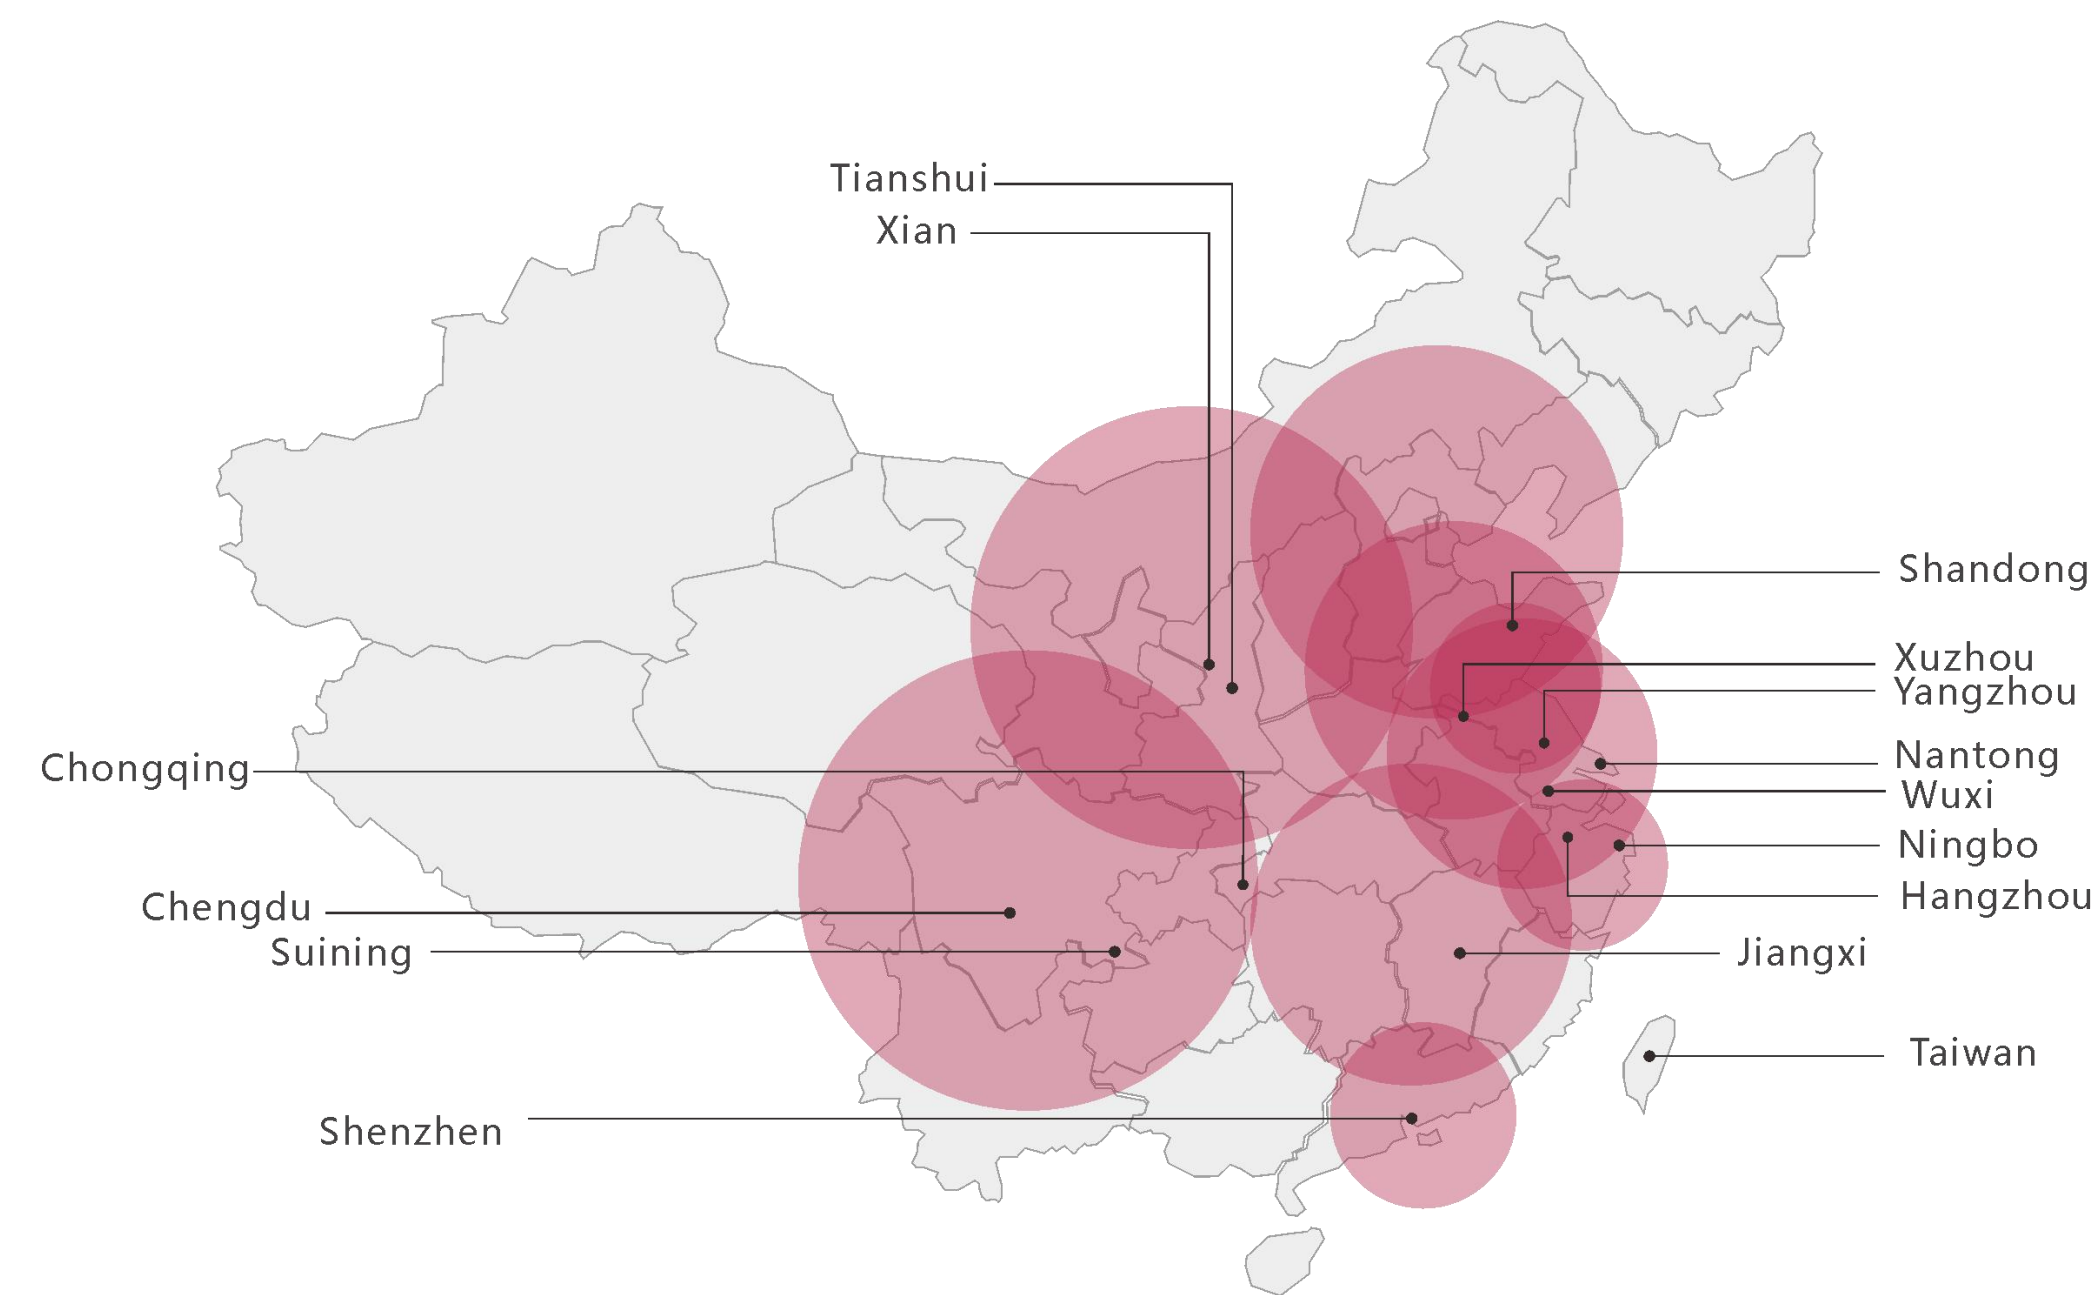 Tianshui
Xian
Shandong
Xuzhou
Yangzhou
Nantong
Chongqing
Wuxi
Ningbo
Hangzhou
Chengdu
Suining
Jiangxi
Taiwan
Shenzhen